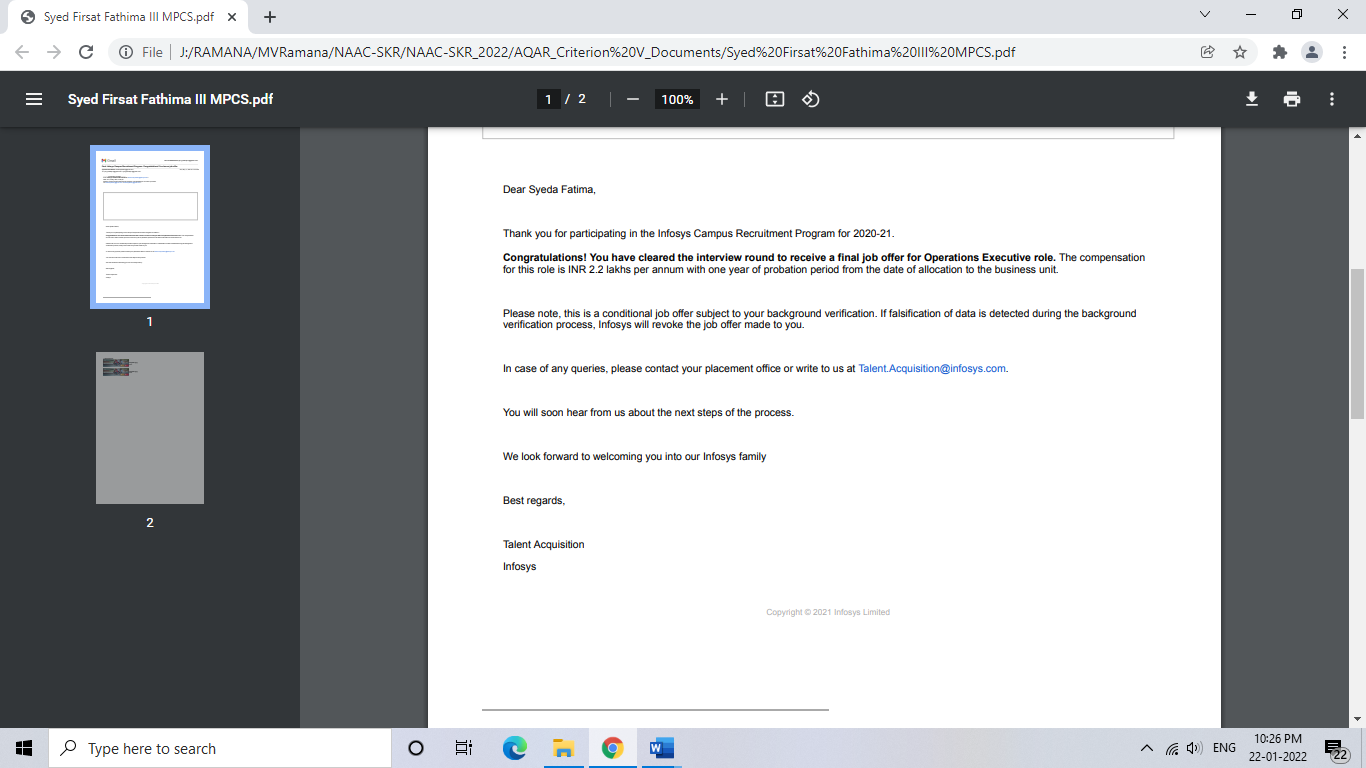 Syed Firsat Fathima III MPCS.pdf
File
J:/RAMANA/MVRamana/NAAC-SKR/NAAC-SKR_2022/AQAR_Criterion%20V_Documents/Syed%20Firsat%20Fathima%20III%20MPCS.pdf
Syed Firsat Fathima III MPCS.pdf
1 / 2
100%
1
2
Dear Syeda Fatima,
Thank you for participating in the Infosys Campus Recruitment Program for 2020-21.
Congratulations! You have cleared the interview round to receive a final job offer for Operations Executive role. The compensation
for this role is INR 2.2 lakhs per annum with one year of probation period from the date of allocation to the business unit.
Please note, this is a conditional job offer subject to your background verification. If falsification of data is detected during the background
verification process, Infosys will revoke the job offer made to you.
In case of any queries, please contact your placement office or write to us at Talent.Acquisition@infosys.com.
You will soon hear from us about the next steps of the process.
We look forward to welcoming you into our Infosys family
Best regards,
Talent Acquisition
Infosys
Copyright © 2021 Infosys Limited
Type here to search
ENG
10:26 PM
22-01-2022
22